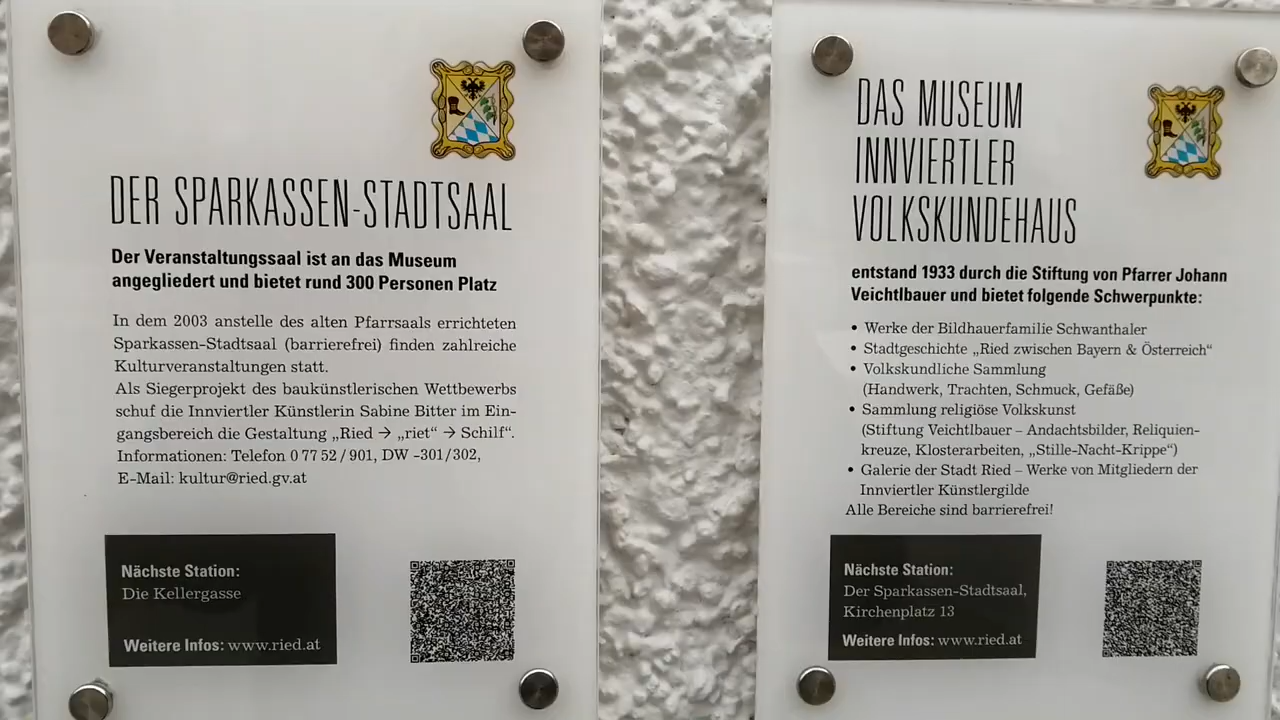 DER SPARKASSEN-STADTSAAL
Der Veranstaltungssaal ist an das Museum
angegliedert und bietet rund 300 Personen Platz
In dem 2003 anstelle des alten Pfarrsaals errichteten
Sparkassen-Stadtsaal (barrierefrei) finden zahlreiche
Kulturveranstaltungen statt.
Als Siegerprojekt des baukünstlerischen Wettbewerbs
schuf die Innviertler Künstlerin Sabine Bitter im Ein-
gangsbereich die Gestaltung „Ried → „riet“ → Schilf“.
Informationen: Telefon 0 77 52 / 901, DW -301/302,
E-Mail: kultur@ried.gv.at
Nächste Station:
Die Kellergasse
Weitere Infos: www.ried.at
DAS MUSEUM
INNVIERTLER
VOLKSKUNDEHAUS
entstand 1933 durch die Stiftung von Pfarrer Johann
Veichtlbauer und bietet folgende Schwerpunkte:
• Werke der Bildhauerfamilie Schwanthaler
• Stadtgeschichte „Ried zwischen Bayern & Österreich“
• Volkskundliche Sammlung
(Handwerk, Trachten, Schmuck, Gefäße)
• Sammlung religiöse Volkskunst
(Stiftung Veichtlbauer – Andachtsbilder, Reliquien-
kreuze, Klosterarbeiten, „Stille-Nacht-Krippe“)
• Galerie der Stadt Ried – Werke von Mitgliedern der
Innviertler Künstlergilde
Alle Bereiche sind barrierefrei!
Nächste Station:
Der Sparkassen-Stadtsaal,
Kirchenplatz 13
Weitere Infos: www.ried.at